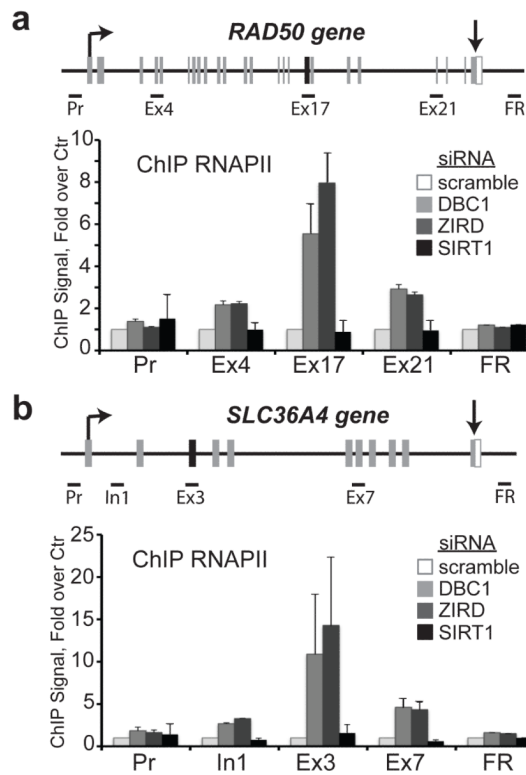 a
RAD50 gene
Pr Ex4 Ex17 Ex21 FR
ChIP RNAPII
siRNA
scramble
DBC1
ZIRD
SIRT1
ChIP Signal, Fold over Ctr
10
8
6
4
2
0
Pr Ex4 Ex17 Ex21 FR
b
SLC36A4 gene
Pr In1 Ex3 Ex7 FR
ChIP RNAPII
siRNA
scramble
DBC1
ZIRD
SIRT1
ChIP Signal, Fold over Ctr
25
20
15
10
5
0
Pr In1 Ex3 Ex7 FR